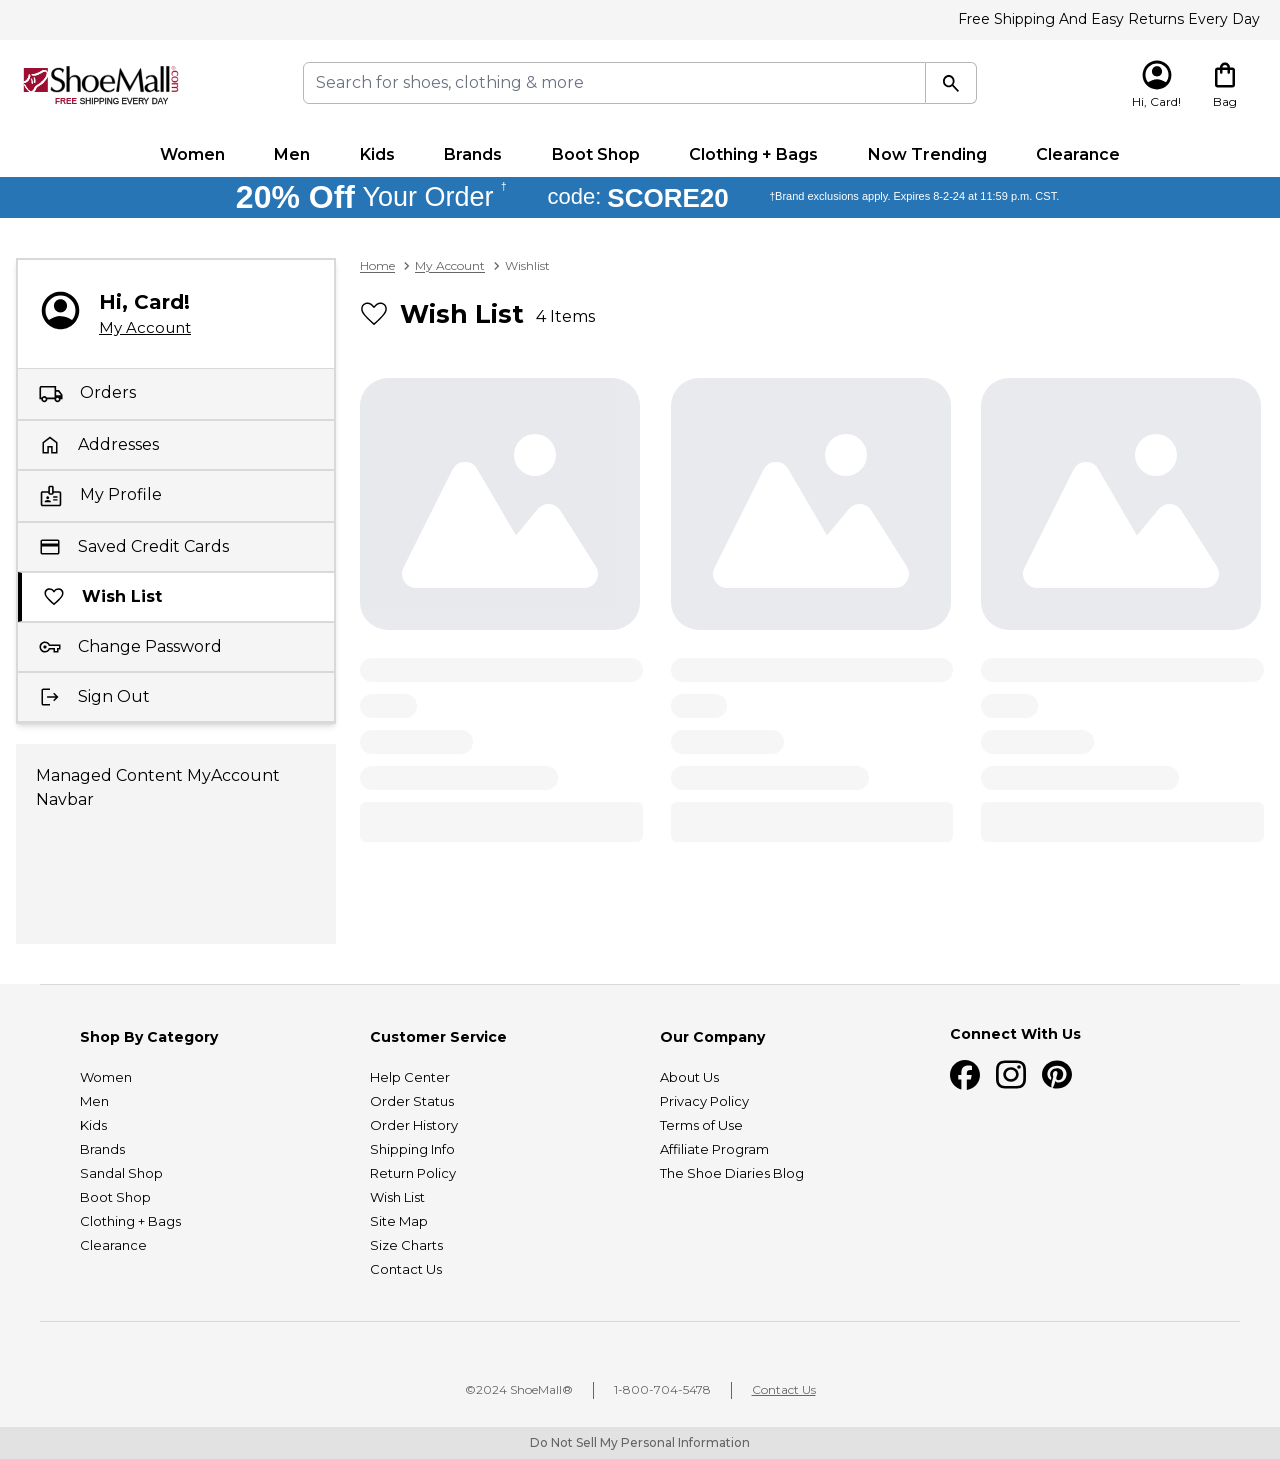 Free Shipping And Easy Returns Every Day
ShoeMall.com
FREE SHIPPING EVERY DAY
Search for shoes, clothing & more
Hi, Card!
Bag
Women Men Kids Brands Boot Shop Clothing + Bags Now Trending Clearance
20% Off Your Order † code: SCORE20 †Brand exclusions apply. Expires 8-2-24 at 11:59 p.m. CST.
Hi, Card!
My Account
Orders
Addresses
My Profile
Saved Credit Cards
Wish List
Change Password
Sign Out
Managed Content MyAccount
Navbar
Home > My Account > Wishlist
Wish List 4 Items
Shop By Category
Women
Men
Kids
Brands
Sandal Shop
Boot Shop
Clothing + Bags
Clearance
Customer Service
Help Center
Order Status
Order History
Shipping Info
Return Policy
Wish List
Site Map
Size Charts
Contact Us
Our Company
About Us
Privacy Policy
Terms of Use
Affiliate Program
The Shoe Diaries Blog
Connect With Us
©2024 ShoeMall® | 1-800-704-5478 | Contact Us
Do Not Sell My Personal Information